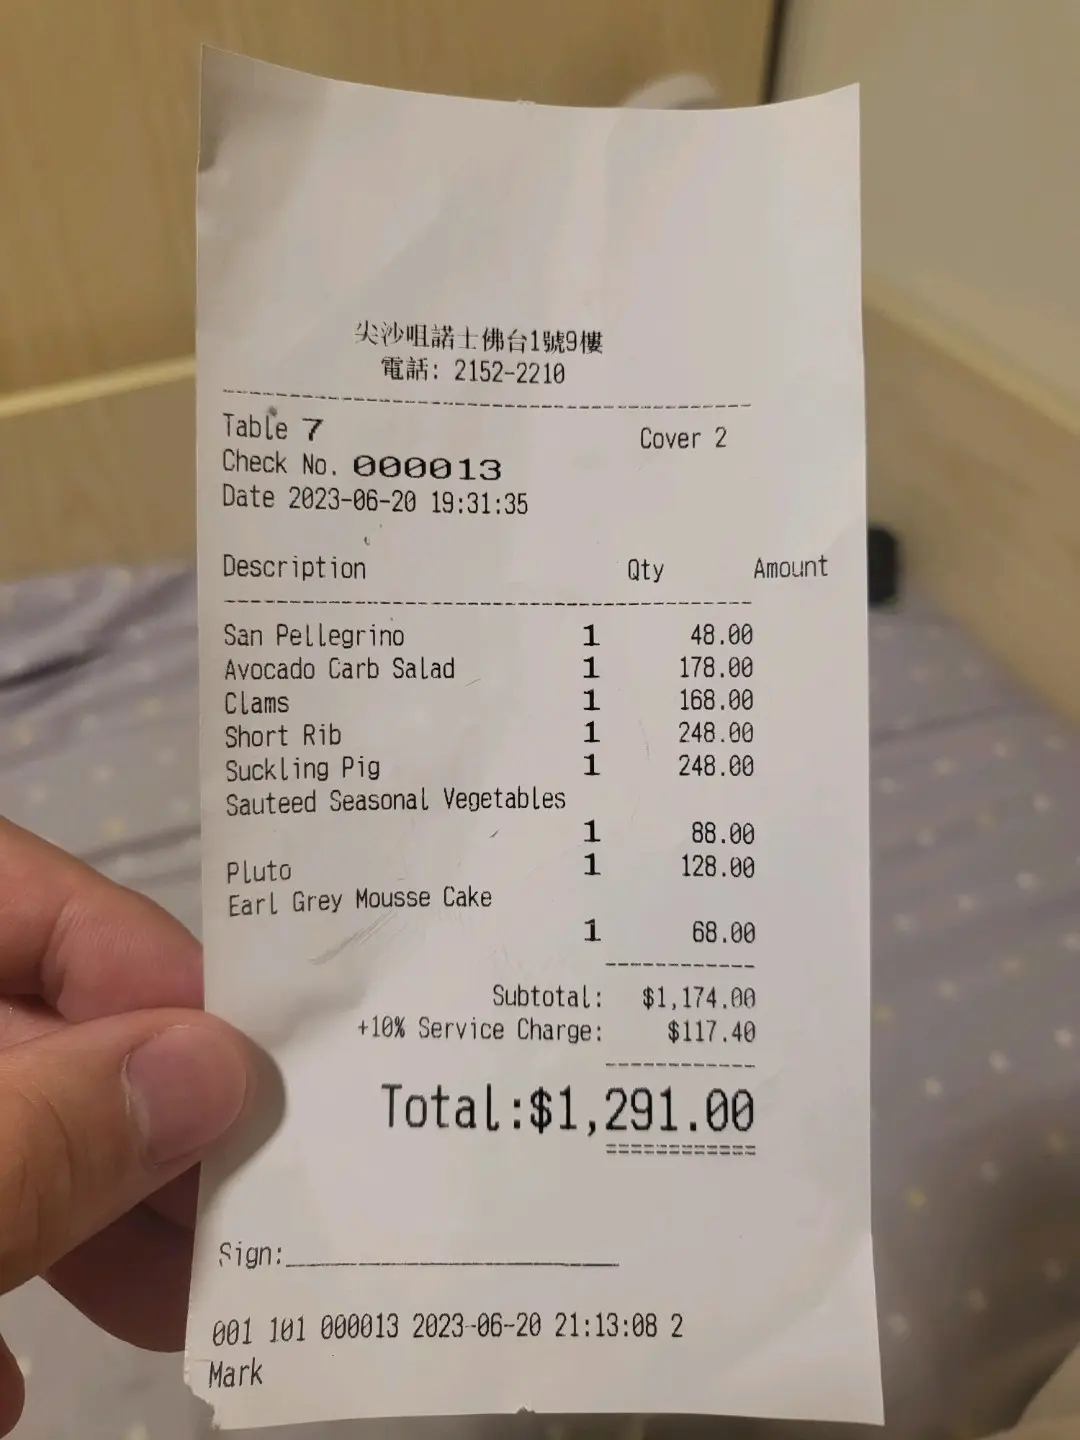 尖沙咀諾士佛台1號9樓
電話: 2152-2210
Table 7 Cover 2
Check No. 000013
Date 2023-06-20 19:31:35
Description Qty Amount
San Pellegrino 1 48.00
Avocado Carb Salad 1 178.00
Clams 1 168.00
Short Rib 1 248.00
Suckling Pig 1 248.00
Sauteed Seasonal Vegetables
1 88.00
Pluto 1 128.00
Earl Grey Mousse Cake
1 68.00
Subtotal: $1,174.00
+10% Service Charge: $117.40
Total:$1,291.00
Sign:
001 101 000013 2023-06-20 21:13:08 2
Mark